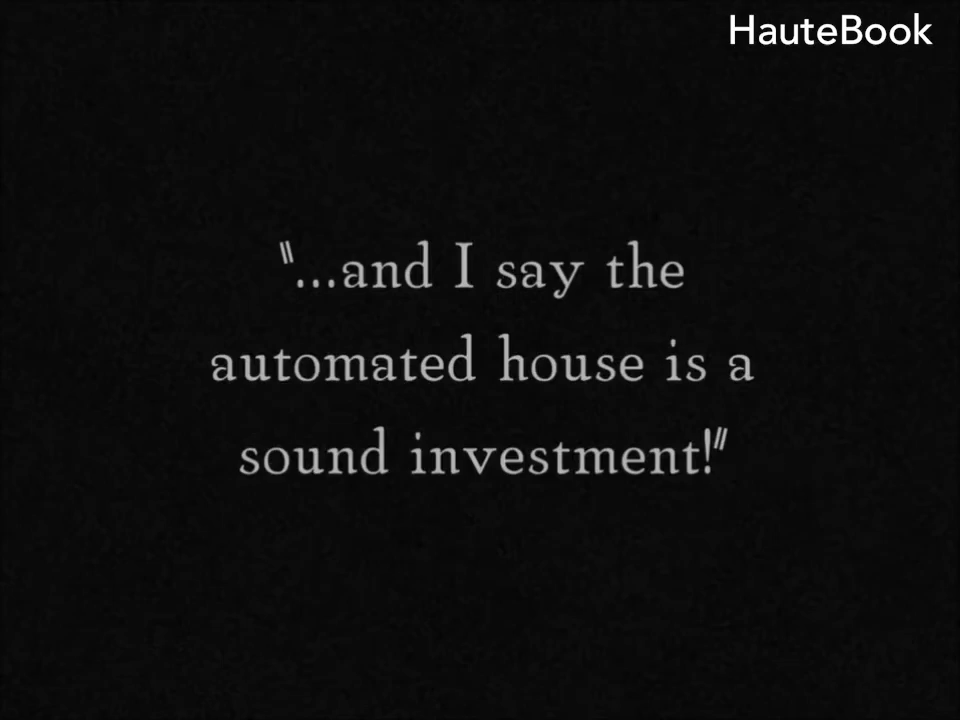 HauteBook
"...and I say the
automated house is a
sound investment!"